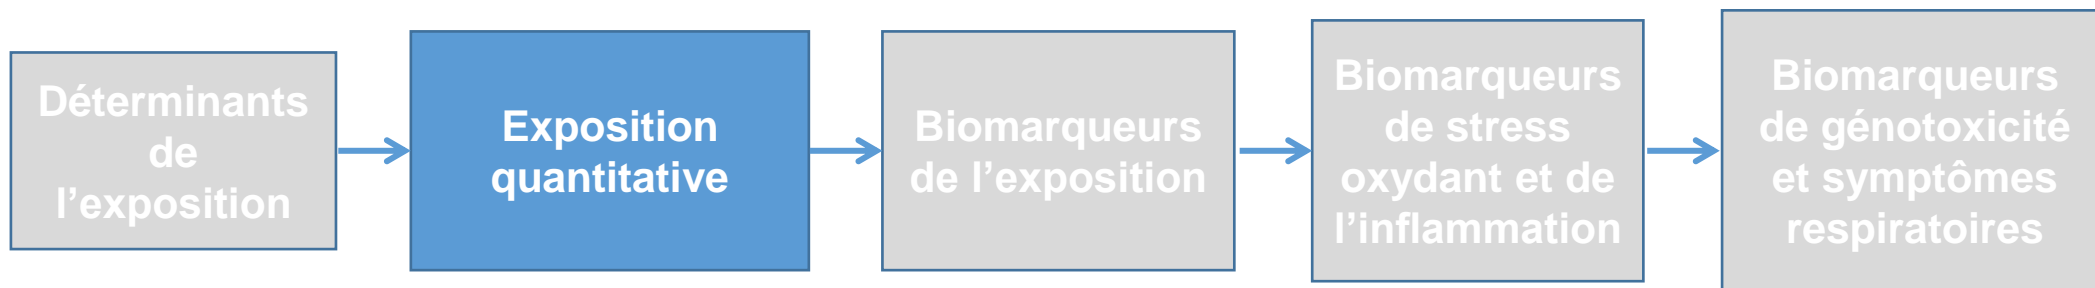 Déterminants
de
l’exposition
Exposition
quantitative
Biomarqueurs
de l’exposition
Biomarqueurs
de stress
oxydant et de
l’inflammation
Biomarqueurs
de génotoxicité
et symptômes
respiratoires